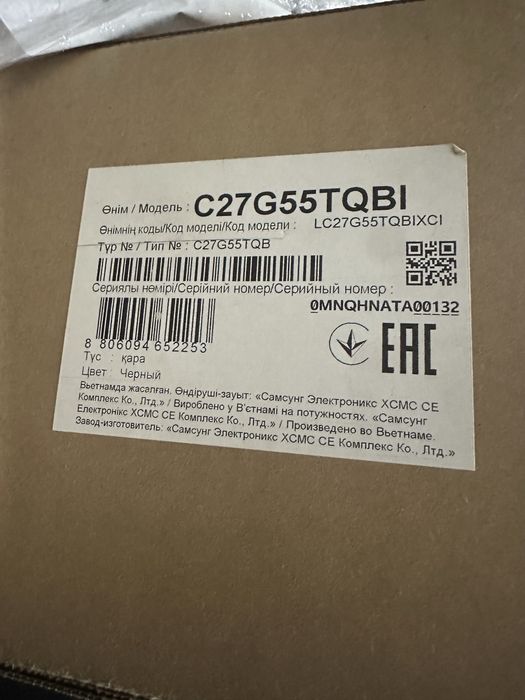 Өнім / Модель : C27G55TQBI
Өнімнің коды/Код моделі/Код модели : LC27G55TQBIXCI
Түр № / Тип № : C27G55TQB
Сериялы нөмірі/Серійний номер/Серийный номер :
0MNQHNATA00132
8 806094 652253
EAC
Түс : қара
Цвет : Черный
Вьетнамда жасалған. Өндіруші-зауыт: «Самсунг Электроникс ХСМС СЕ
Комплекс Ко., Лтд.» / Вироблено у В'єтнамі на потужностях. «Самсунг
Електронікс ХСМС СЕ Комплекс Ко., Лтд.» / Произведено во Вьетнаме.
Завод-изготовитель: «Самсунг Электроникс ХСМС СЕ Комплекс Ко., Лтд.»